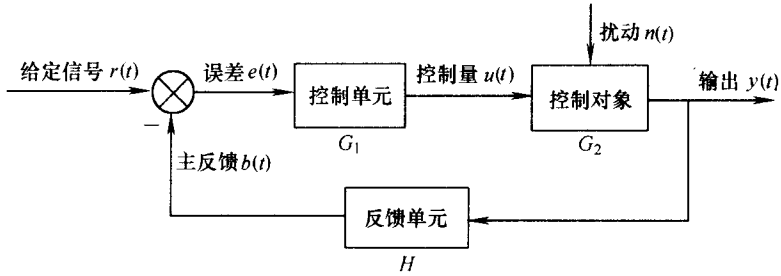 扰动 n(t)
给定信号 r(t)
误差 e(t)
控制单元
控制量 u(t)
控制对象
输出 y(t)
−
G₁
G₂
主反馈 b(t)
反馈单元
H